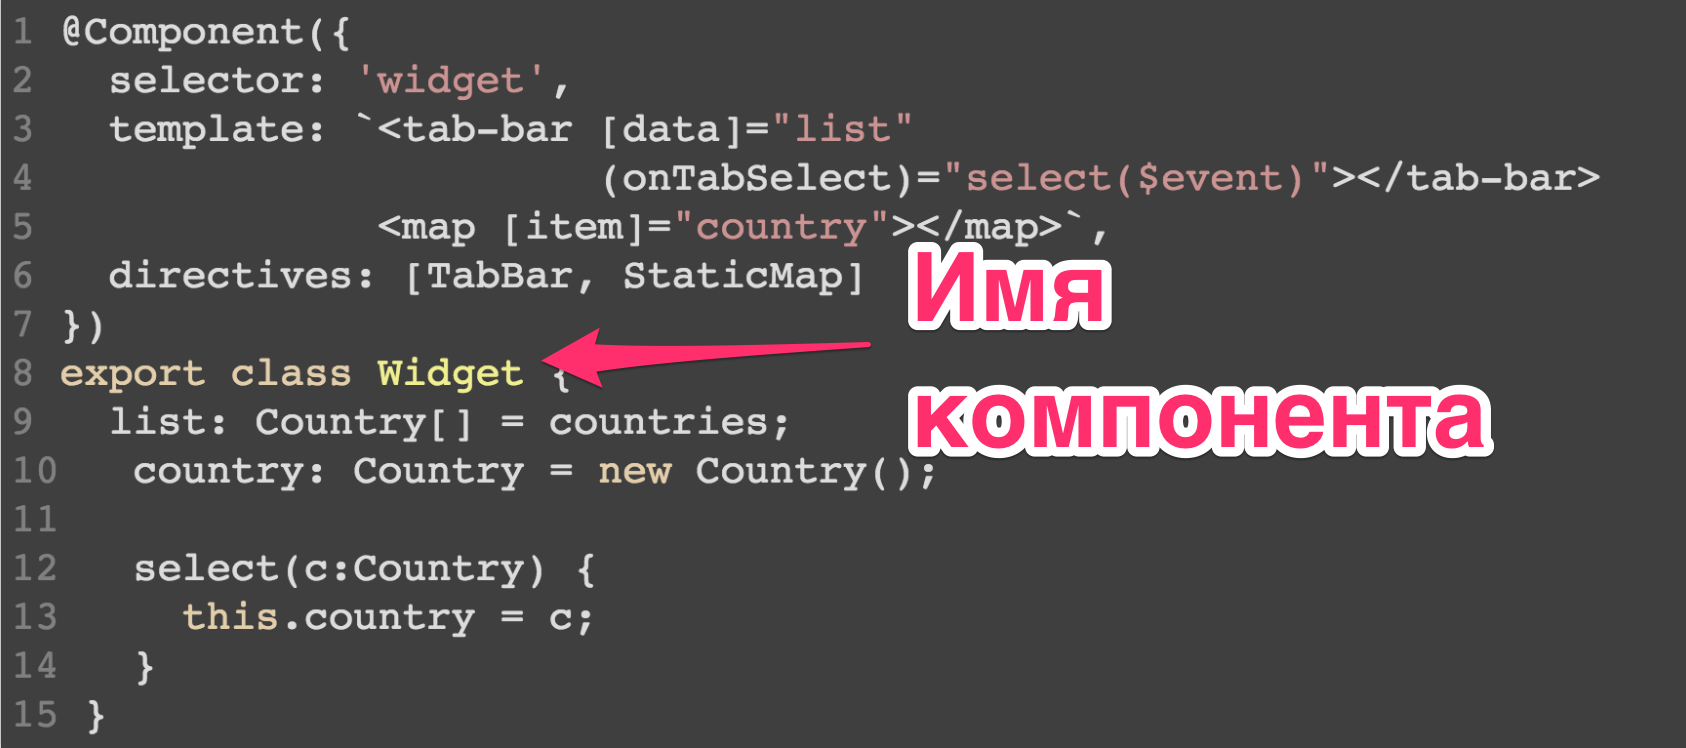 1 @Component({
2 selector: 'widget',
3 template: `<tab-bar [data]="list"
4 (onTabSelect)="select($event)"></tab-bar>
5 <map [item]="country"></map>`,
6 directives: [TabBar, StaticMap]
Имя
7 })
8 export class Widget {
9 list: Country[] = countries;
компонента
10 country: Country = new Country();
11
12 select(c:Country) {
13 this.country = c;
14 }
15 }